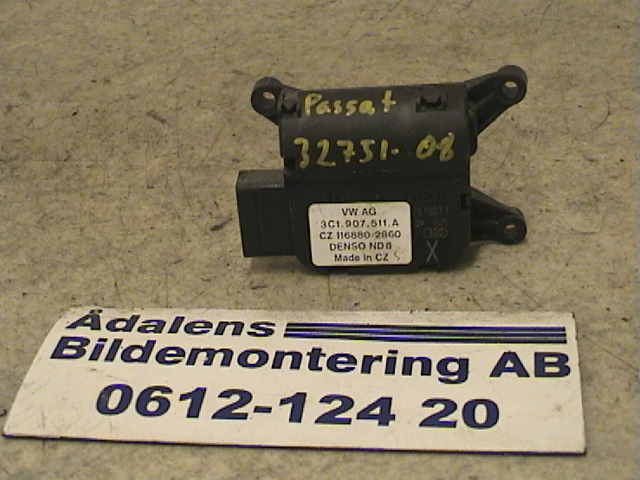 Passat
32751-08
VW AG
3C1.907.511.A
CZ 116880-2860
DENSO ND8
Made in CZ
X
Ädalens
Bildemontering AB
0612-124 20